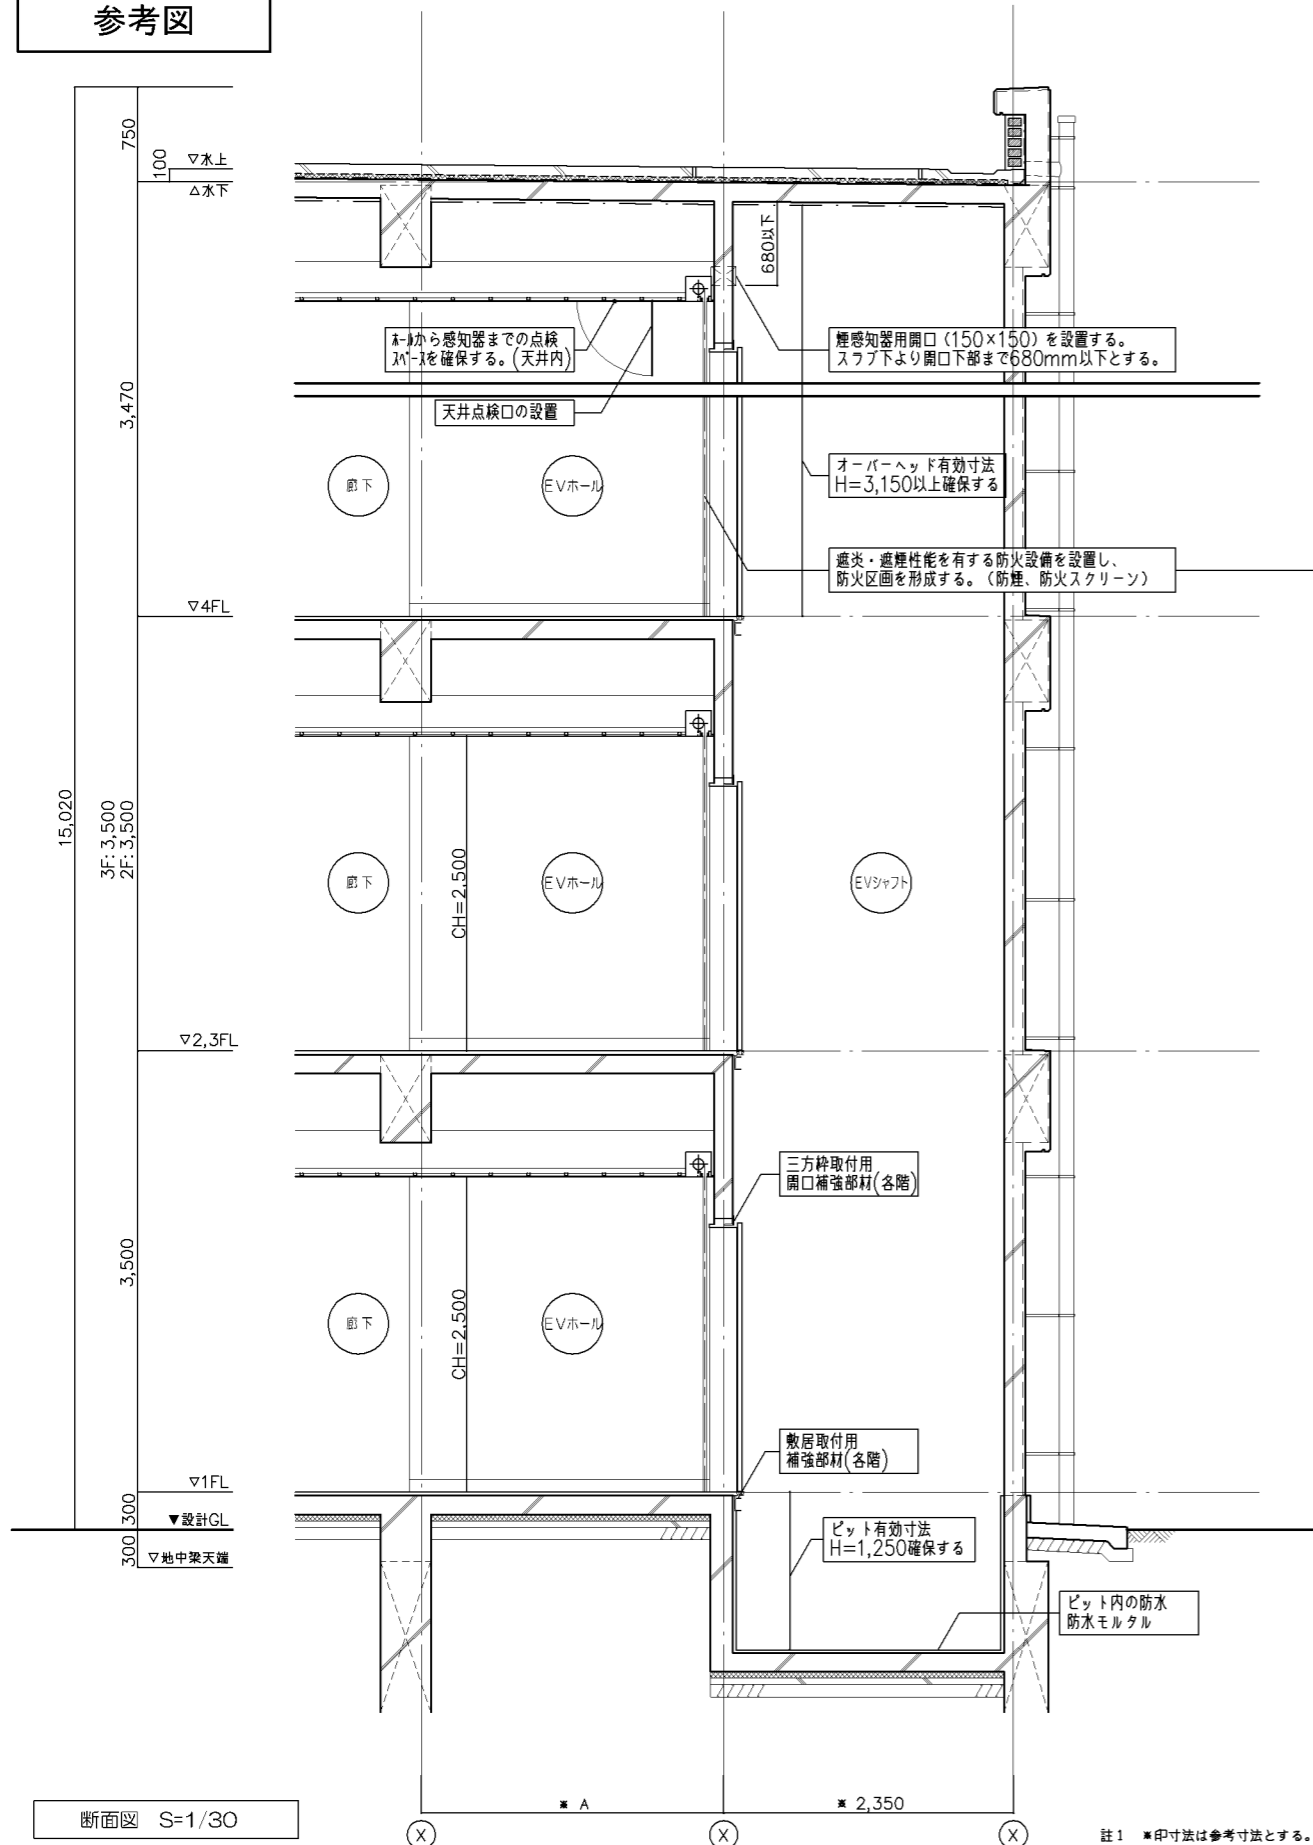 参考図
750
100
▽水上
△水下
680以下
ホールから感知器までの点検
スペースを確保する。(天井内)
煙感知器用開口（150×150）を設置する。
スラブ下より開口下部まで680mm以下とする。
天井点検口の設置
3,470
廊下
EVホール
オーバーヘッド有効寸法
H=3,150以上確保する
遮炎・遮煙性能を有する防火設備を設置し、
防火区画を形成する。（防煙、防火スクリーン）
▽4FL
15,020
3F:3,500
2F:3,500
廊下
CH=2,500
EVホール
EVシャフト
▽2,3FL
三方枠取付用
開口補強部材(各階)
3,500
廊下
CH=2,500
EVホール
敷居取付用
補強部材(各階)
▽1FL
300
▼設計GL
300
▽地中梁天端
ピット有効寸法
H=1,250確保する
ピット内の防水
防水モルタル
※ A
※ 2,350
X
X
X
断面図 S=1/30
註1 ※印寸法は参考寸法とする。